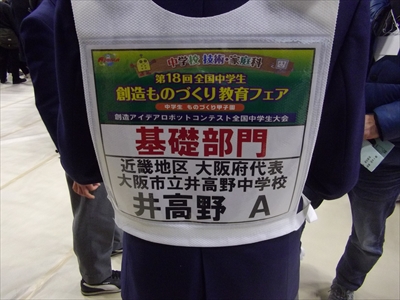 中学校 技術・家庭科
第18回 全国中学生
創造ものづくり教育フェア
中学生 ものづくり甲子園
創造アイデアロボットコンテスト全国中学生大会
基礎部門
近畿地区 大阪府代表
大阪市立井高野中学校
井高野 A